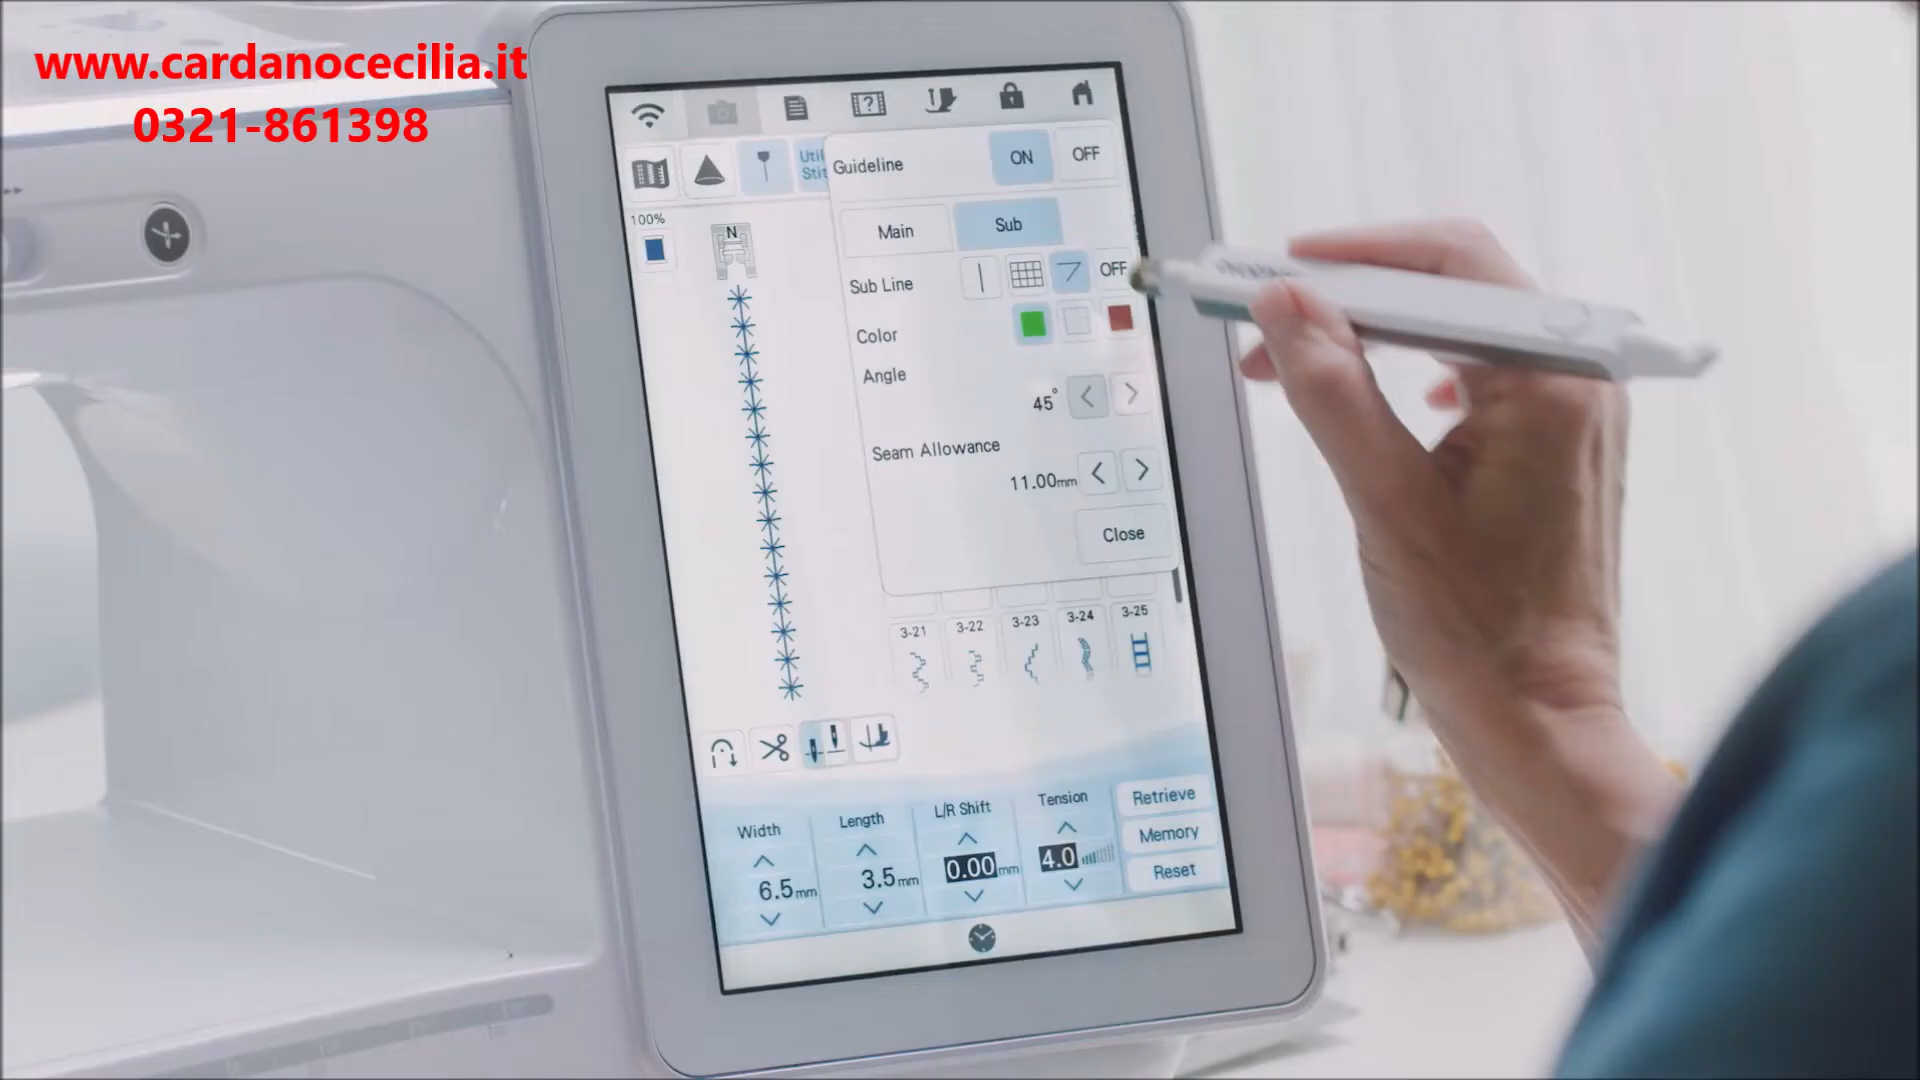 www.cardanocecilia.it
0321-861398
Guideline
ON
OFF
Util
Stit
100%
N
Main
Sub
Sub Line
OFF
Color
Angle
45°
Seam Allowance
11.00mm
Close
3-21
3-22
3-23
3-24
3-25
Width
Length
L/R Shift
Tension
6.5mm
3.5mm
0.00mm
4.0
Retrieve
Memory
Reset